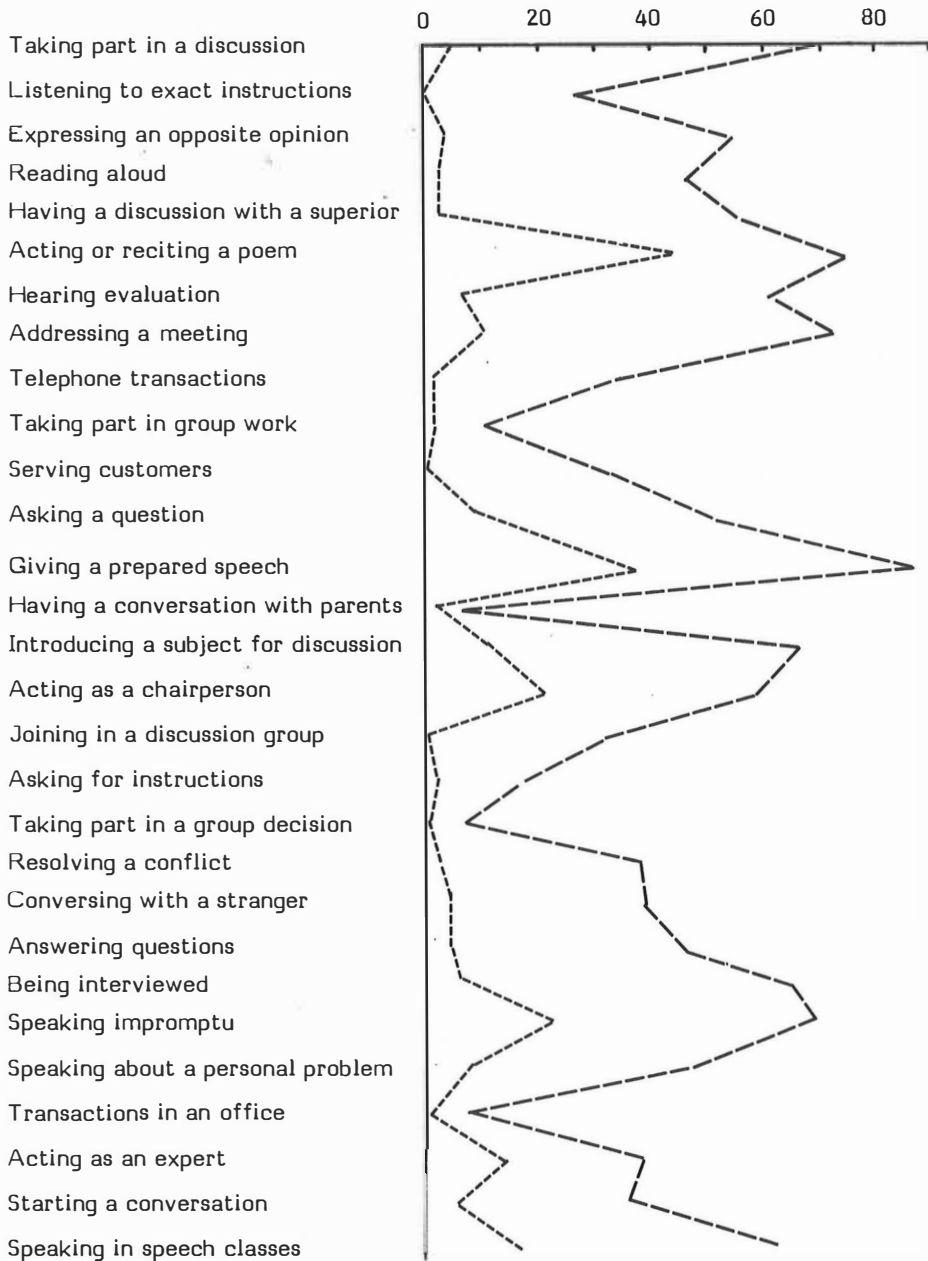 0 20 40 60 80
Taking part in a discussion
Listening to exact instructions
Expressing an opposite opinion
Reading aloud
Having a discussion with a superior
Acting or reciting a poem
Hearing evaluation
Addressing a meeting
Telephone transactions
Taking part in group work
Serving customers
Asking a question
Giving a prepared speech
Having a conversation with parents
Introducing a subject for discussion
Acting as a chairperson
Joining in a discussion group
Asking for instructions
Taking part in a group decision
Resolving a conflict
Conversing with a stranger
Answering questions
Being interviewed
Speaking impromptu
Speaking about a personal problem
Transactions in an office
Acting as an expert
Starting a conversation
Speaking in speech classes